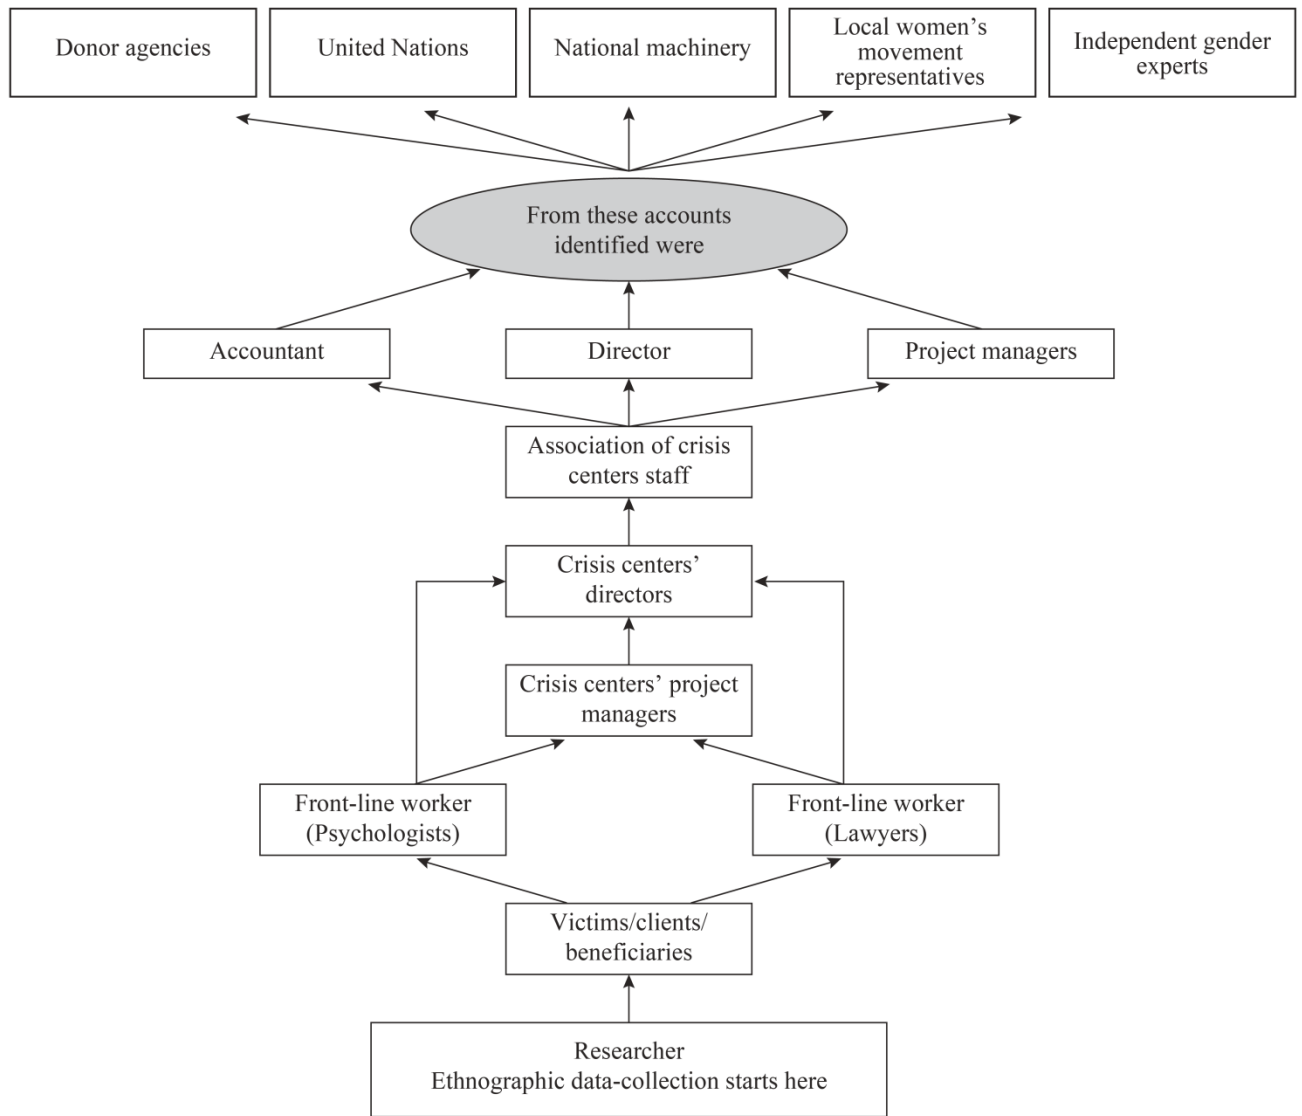 Donor agencies
United Nations
National machinery
Local women’s
movement
representatives
Independent gender
experts
From these accounts
identified were
Accountant
Director
Project managers
Association of crisis
centers staff
Crisis centers’
directors
Crisis centers’ project
managers
Front-line worker
(Psychologists)
Front-line worker
(Lawyers)
Victims/clients/
beneficiaries
Researcher
Ethnographic data-collection starts here